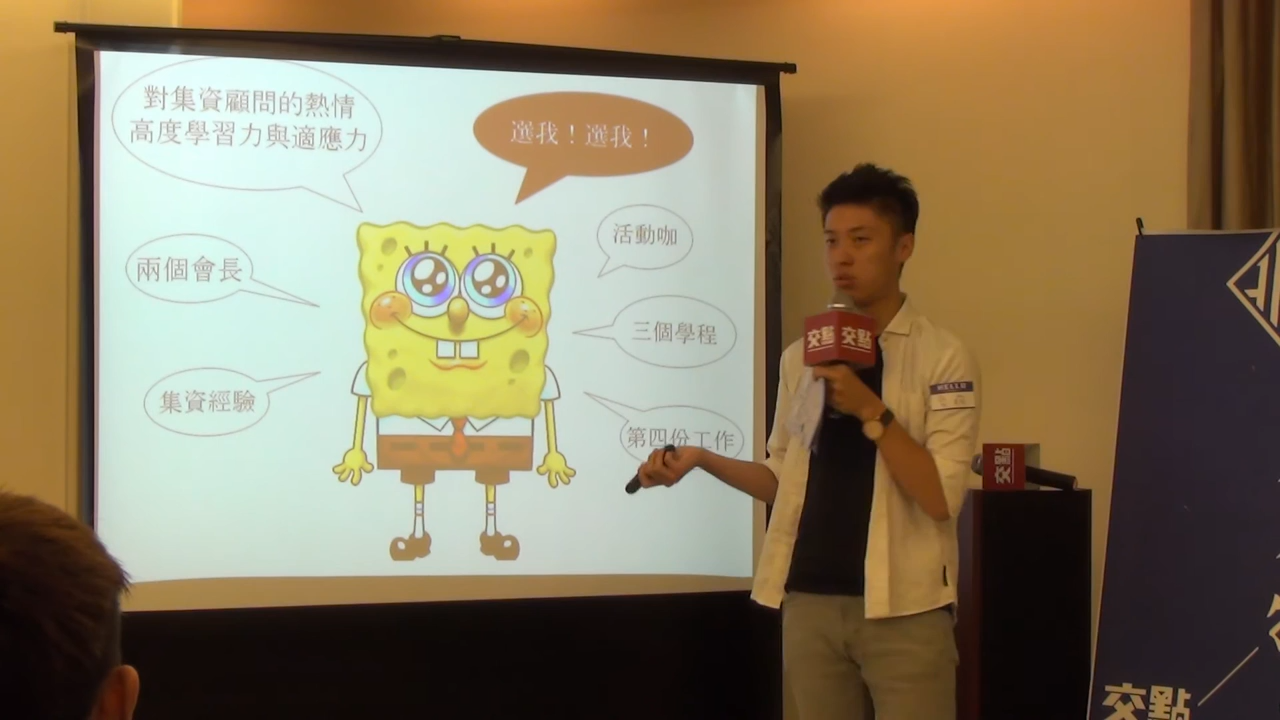 對集資顧問的熱情
高度學習力與適應力
選我！選我！
活動咖
兩個會長
三個學程
集資經驗
第四份工作
交點 交點
HELLO
交點
交點